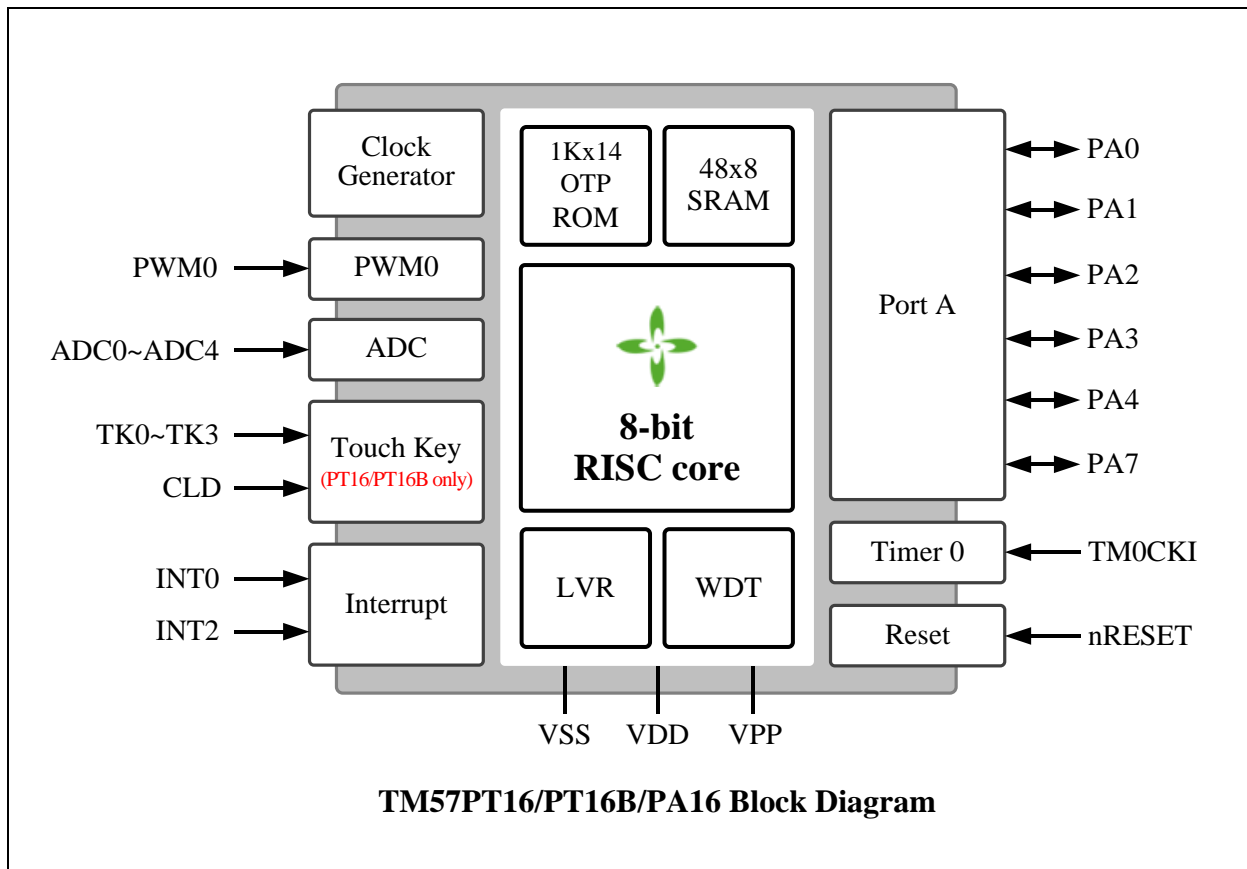 Clock
Generator
PWM0
PWM0
ADC0~ADC4
ADC
TK0~TK3
CLD
Touch Key
(PT16/PT16B only)
INT0
INT2
Interrupt
1Kx14
OTP
ROM
48x8
SRAM
8-bit
RISC core
LVR
WDT
Port A
PA0
PA1
PA2
PA3
PA4
PA7
Timer 0
TM0CKI
Reset
nRESET
VSS
VDD
VPP
TM57PT16/PT16B/PA16 Block Diagram